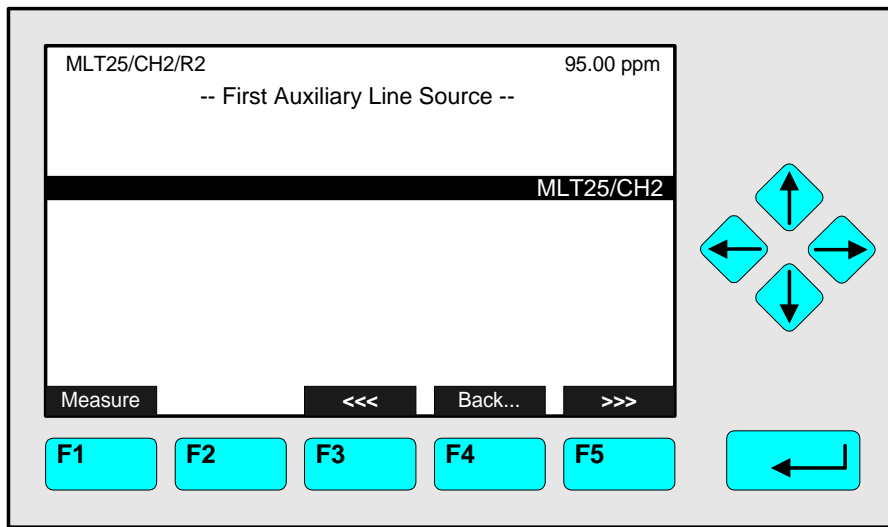 MLT25/CH2/R2 95.00 ppm
-- First Auxiliary Line Source --
MLT25/CH2
Measure <<< Back... >>>
F1 F2 F3 F4 F5